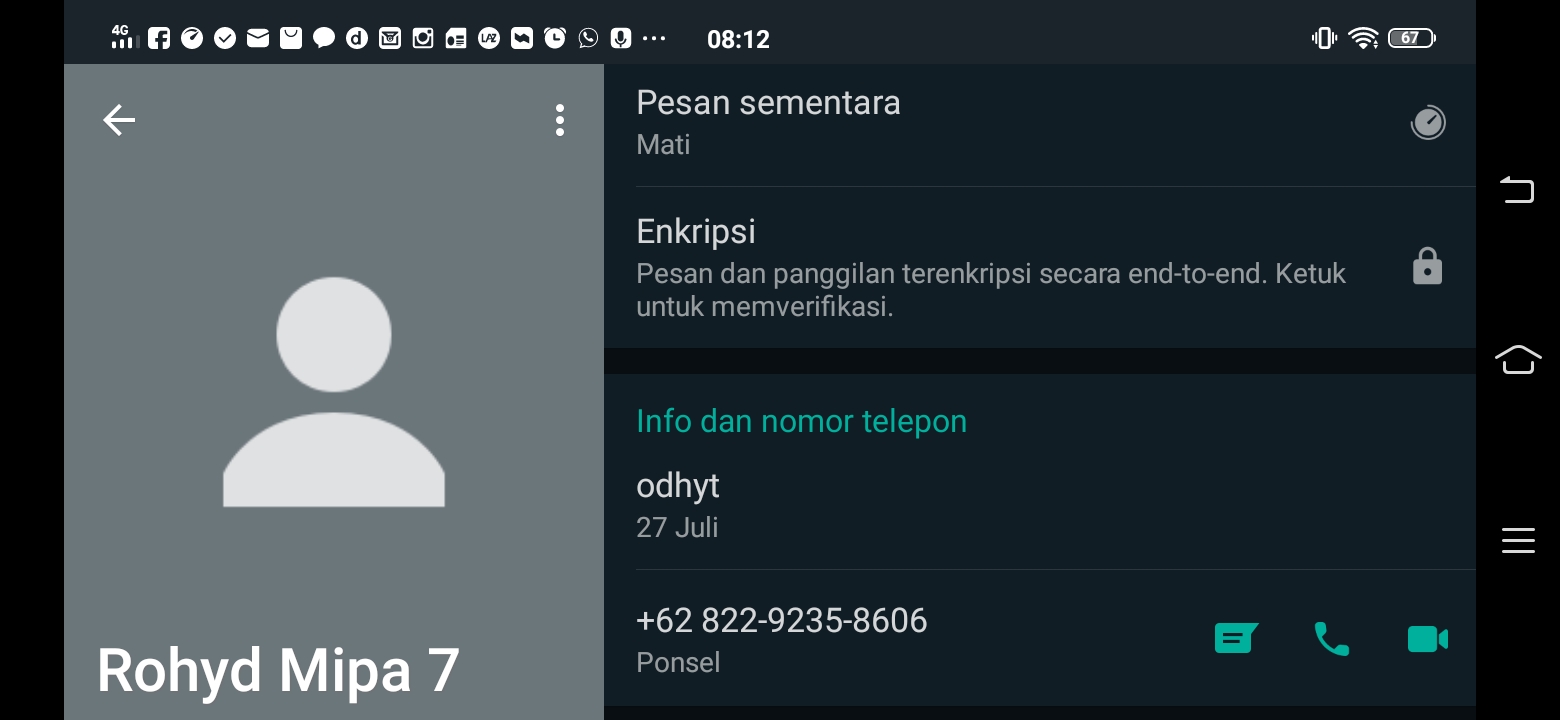 4G
08:12
67
Pesan sementara
Mati
Enkripsi
Pesan dan panggilan terenkripsi secara end-to-end. Ketuk
untuk memverifikasi.
Info dan nomor telepon
odhyt
27 Juli
+62 822-9235-8606
Ponsel
Rohyd Mipa 7